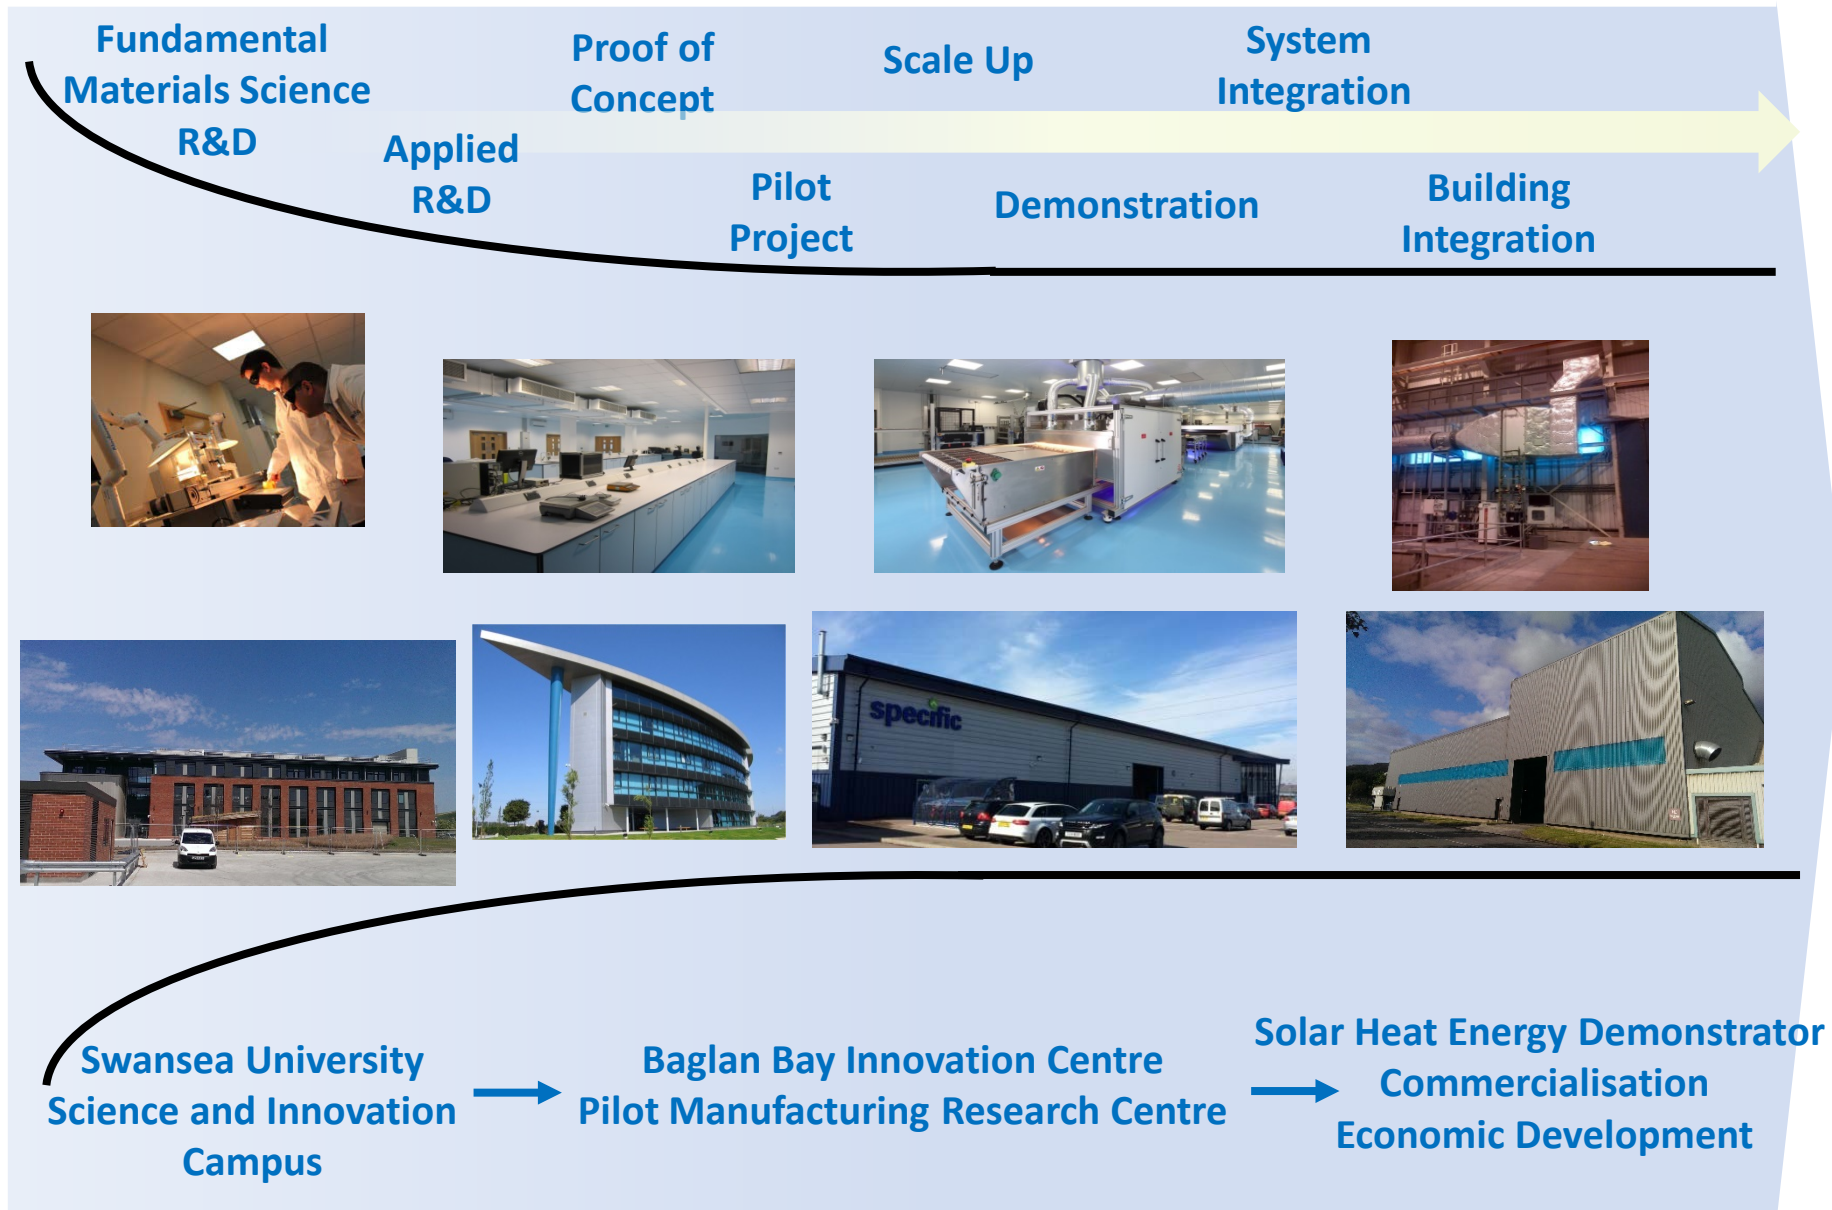 Fundamental
Materials Science
R&D
Applied
R&D
Proof of
Concept
Pilot
Project
Scale Up
Demonstration
System
Integration
Building
Integration
specific
Swansea University
Science and Innovation
Campus
Baglan Bay Innovation Centre
Pilot Manufacturing Research Centre
Solar Heat Energy Demonstrator
Commercialisation
Economic Development